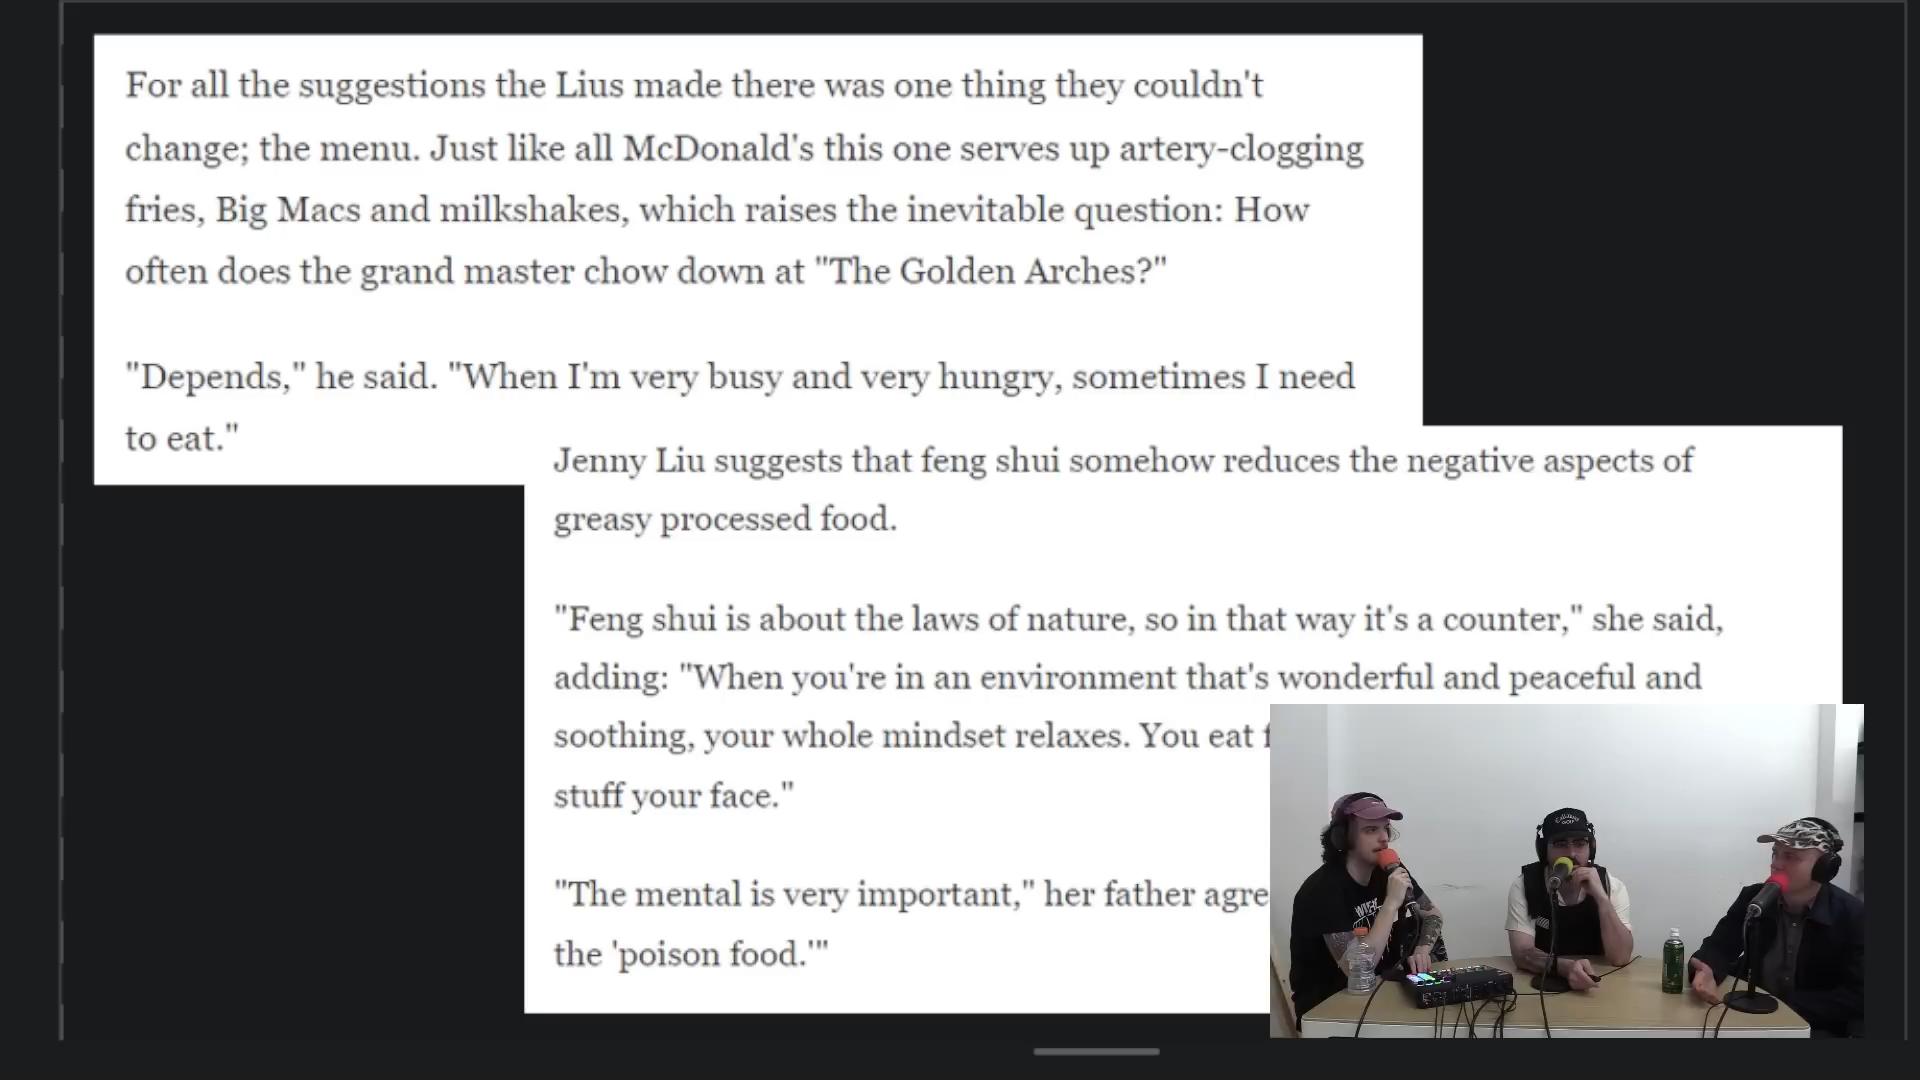 For all the suggestions the Lius made there was one thing they couldn't
change; the menu. Just like all McDonald's this one serves up artery-clogging
fries, Big Macs and milkshakes, which raises the inevitable question: How
often does the grand master chow down at "The Golden Arches?"
"Depends," he said. "When I'm very busy and very hungry, sometimes I need
to eat."
Jenny Liu suggests that feng shui somehow reduces the negative aspects of
greasy processed food.
"Feng shui is about the laws of nature, so in that way it's a counter," she said,
adding: "When you're in an environment that's wonderful and peaceful and
soothing, your whole mindset relaxes. You eat
stuff your face."
"The mental is very important," her father
the 'poison food.'"